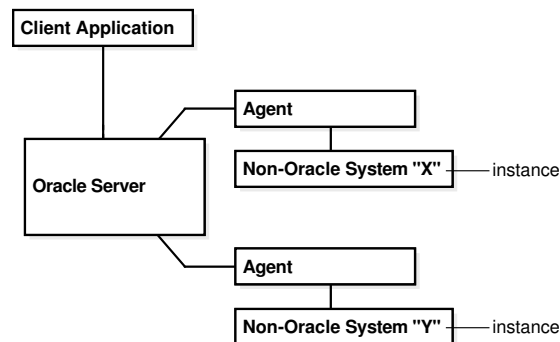 Client Application
Agent
Oracle Server
Non-Oracle System "X" instance
Agent
Non-Oracle System "Y" instance